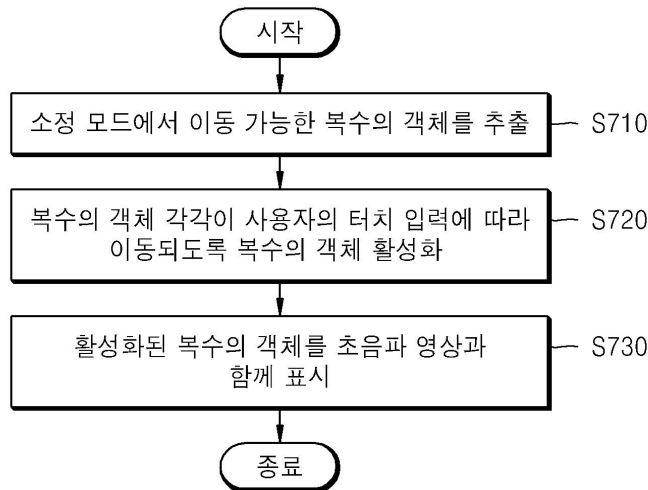 시작
소정 모드에서 이동 가능한 복수의 객체를 추출
S710
복수의 객체 각각이 사용자의 터치 입력에 따라
이동되도록 복수의 객체 활성화
S720
활성화된 복수의 객체를 초음파 영상과
함께 표시
S730
종료